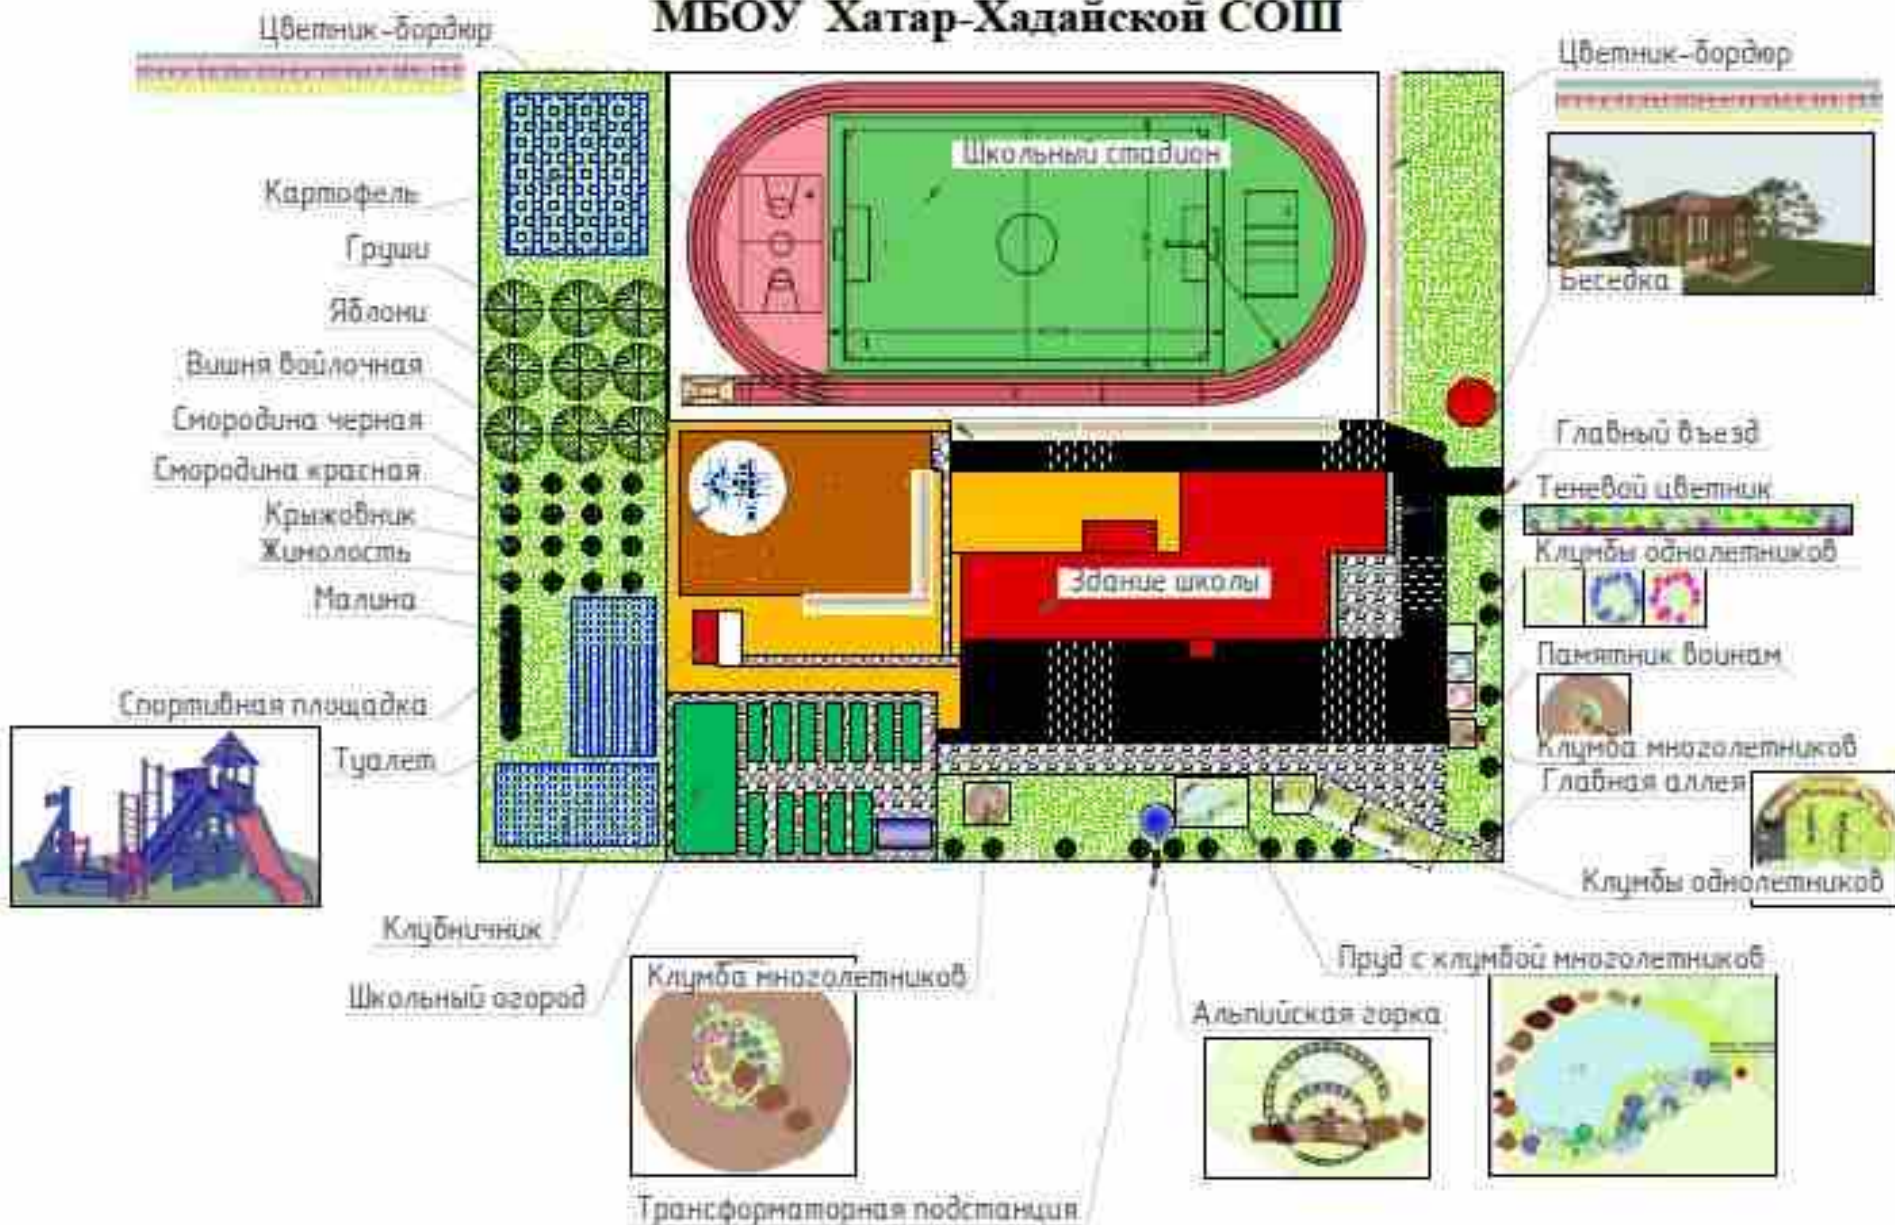 МБОУ Хатар-Хадайской СОШ
Цветник-бордюр
Цветник-бордюр
Школьный стадион
Картофель
Груши
Беседка
Яблони
Вишня войлочная
Смородина черная
Главный въезд
Смородина красная
Теневой цветник
Крыжовник
Жимолость
Клумбы однолетников
Здание школы
Малина
Памятник воинам
Спортивная площадка
Клумба многолетников
Туалет
Главная аллея
Клумбы однолетников
Клубничник
Пруд с клумбой многолетников
Клумба многолетников
Школьный огород
Альпийская горка
Трансформаторная подстанция